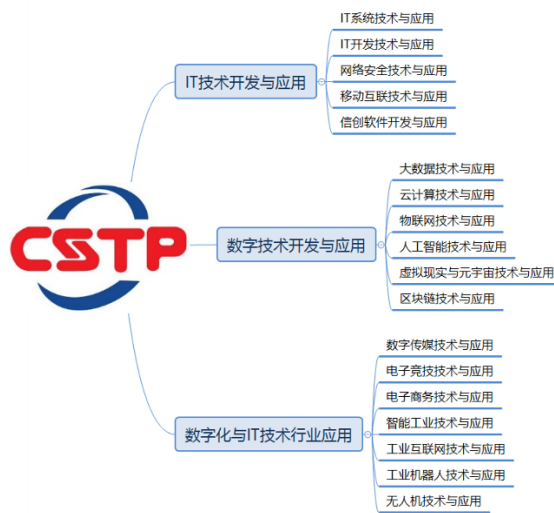 IT技术开发与应用
IT系统技术与应用
IT开发技术与应用
网络安全技术与应用
移动互联技术与应用
信创软件开发与应用
CSTP
数字技术开发与应用
大数据技术与应用
云计算技术与应用
物联网技术与应用
人工智能技术与应用
虚拟现实与元宇宙技术与应用
区块链技术与应用
数字化与IT技术行业应用
数字传媒技术与应用
电子竞技技术与应用
电子商务技术与应用
智能工业技术与应用
工业互联网技术与应用
工业机器人技术与应用
无人机技术与应用